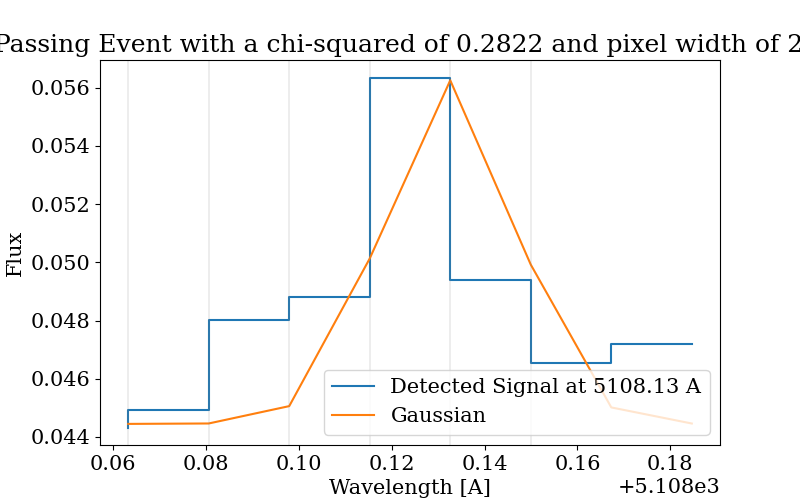 Passing Event with a chi-squared of 0.2822 and pixel width of 2
0.056
0.054
0.052
0.050
0.048
0.046
0.044
Flux
Detected Signal at 5108.13 A
Gaussian
0.06 0.08 0.10 0.12 0.14 0.16 0.18
+5.108e3
Wavelength [A]